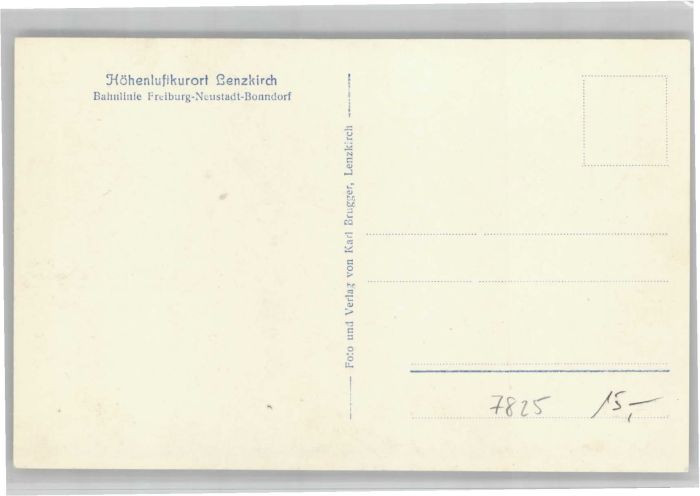 Höhenluftkurort Lenzkirch
Bahnlinie Freiburg-Neustadt-Bonndorf
Foto und Verlag von Karl Brugger, Lenzkirch
7825 15,-